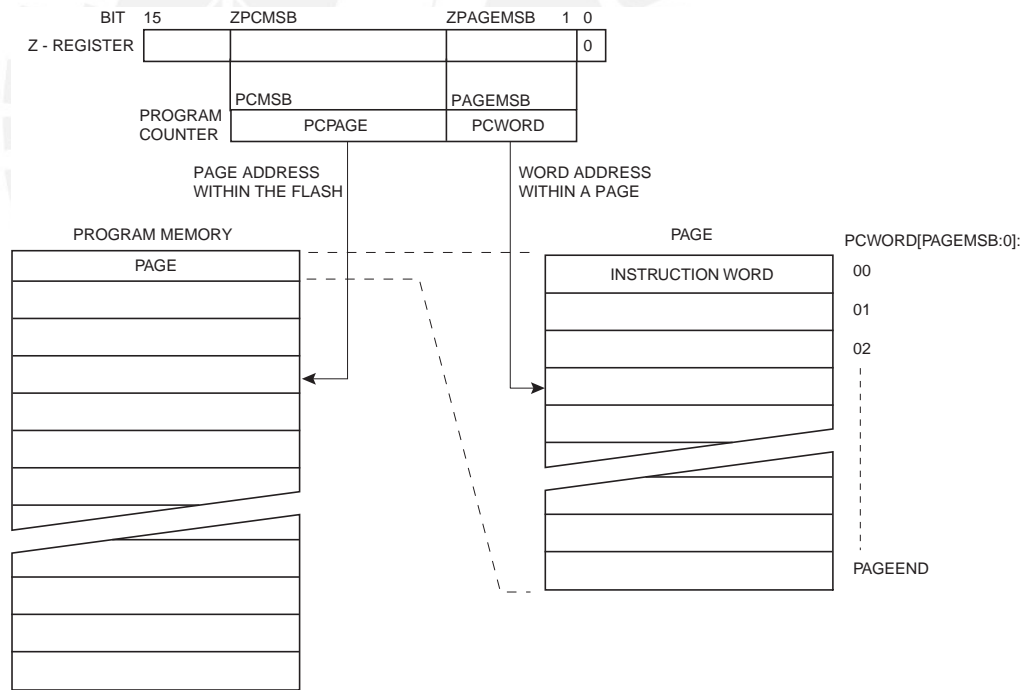 BIT 15 ZPCMSB ZPAGEMSB 1 0
Z - REGISTER 0
PCMSB PAGEMSB
PROGRAM
COUNTER
PCPAGE PCWORD
PAGE ADDRESS
WITHIN THE FLASH
WORD ADDRESS
WITHIN A PAGE
PROGRAM MEMORY
PAGE
PAGE
PCWORD[PAGEMSB:0]:
INSTRUCTION WORD
00
01
02
PAGEEND